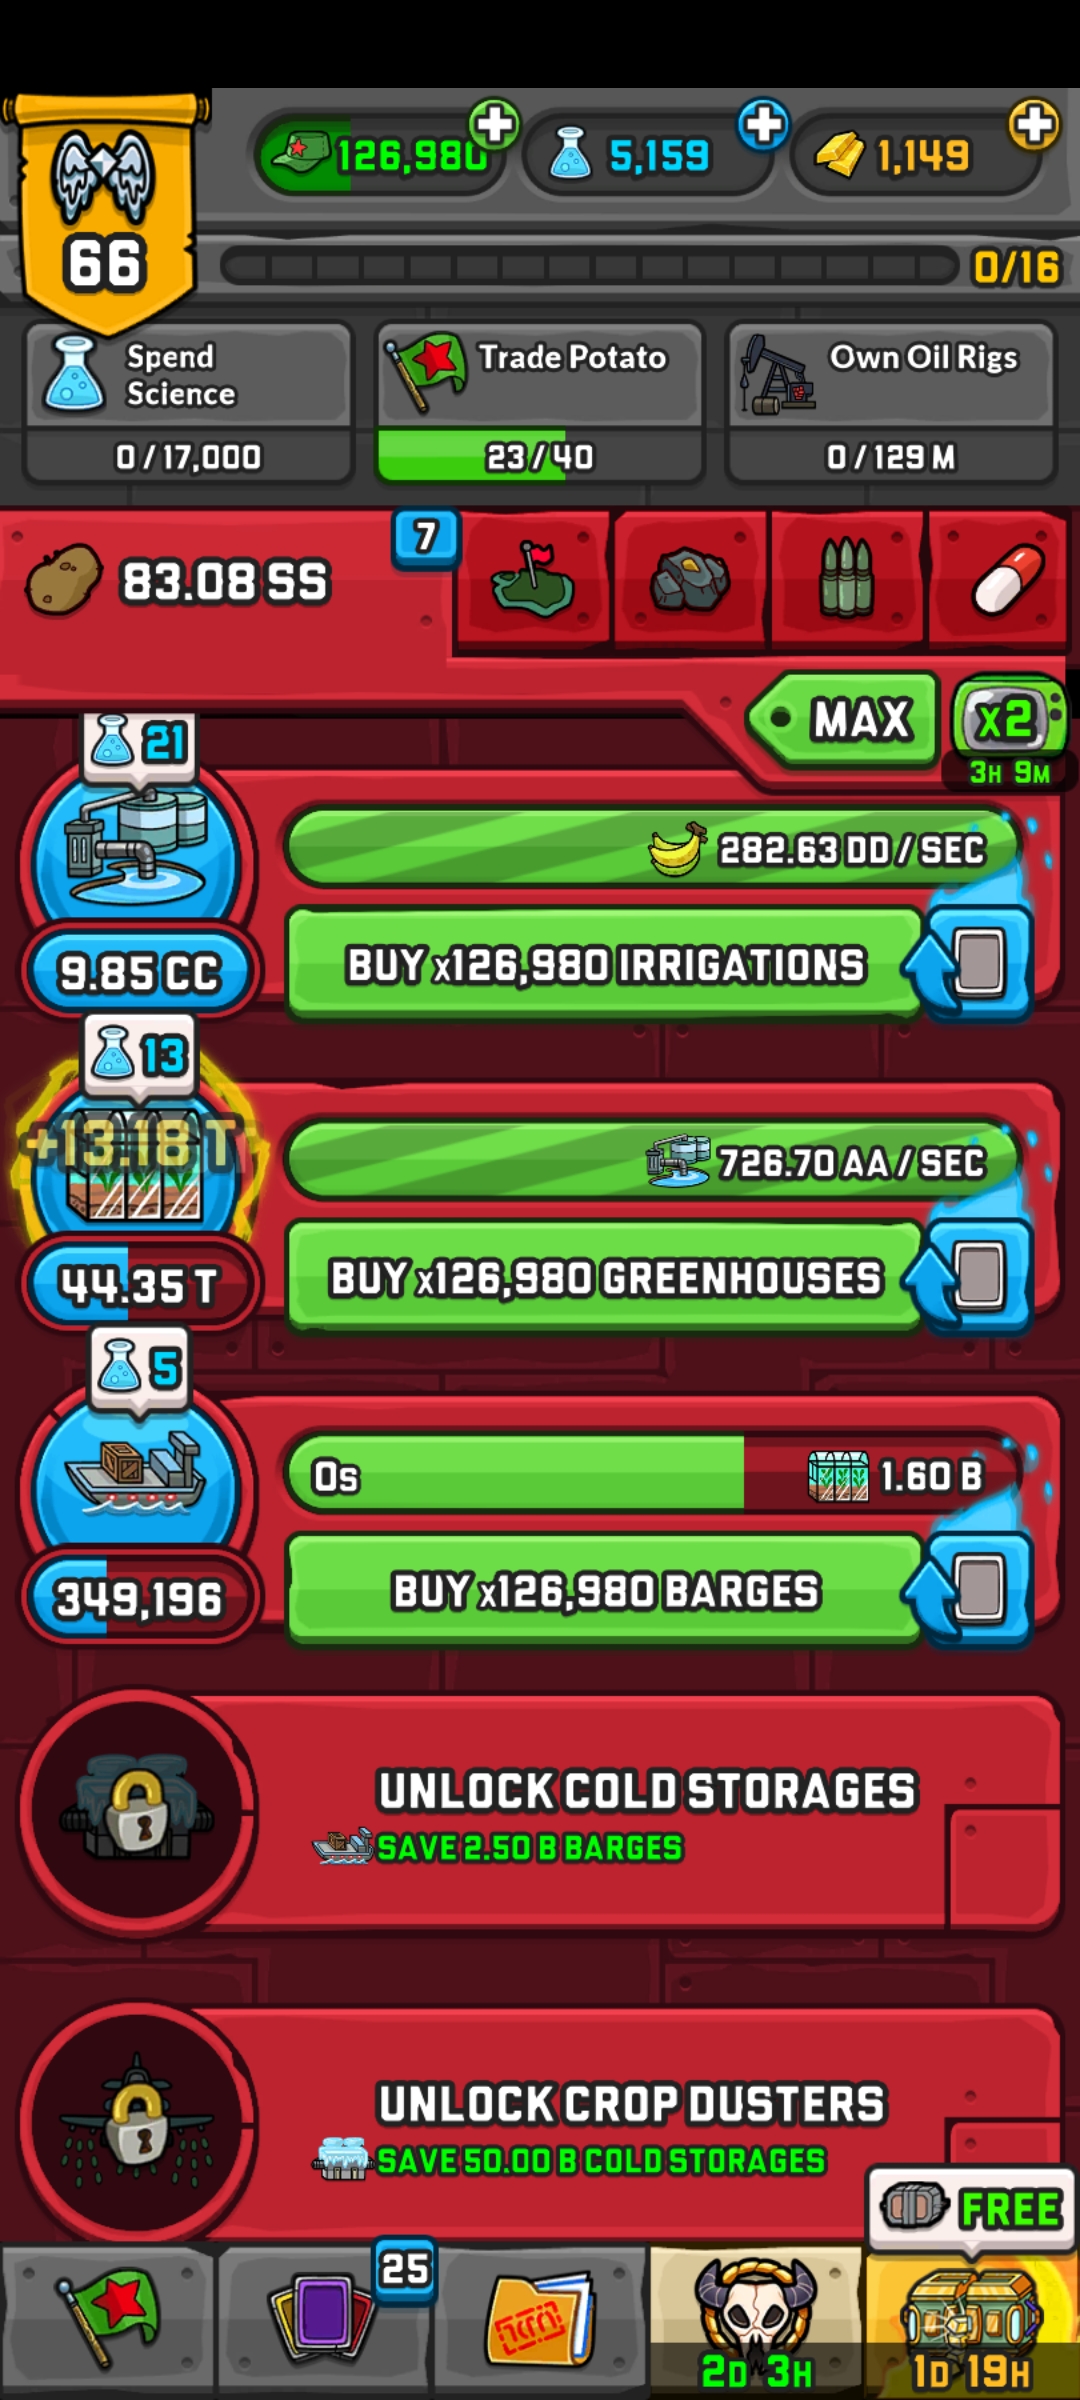 126,980
5,159
1,149
66
0/16
Spend
Science
0/17,000
Trade Potato
23/40
Own Oil Rigs
0/129 M
83.08 SS
7
MAX
x2
3H 9M
21
282.63 DD/SEC
9.85 CC
BUY x126,980 IRRIGATIONS
13
+13.18 T
726.70 AA/SEC
44.35 T
BUY x126,980 GREENHOUSES
5
0s
1.60 B
349,196
BUY x126,980 BARGES
UNLOCK COLD STORAGES
SAVE 2.50 B BARGES
UNLOCK CROP DUSTERS
SAVE 50.00 B COLD STORAGES
FREE
25
2D 3H
1D 19H